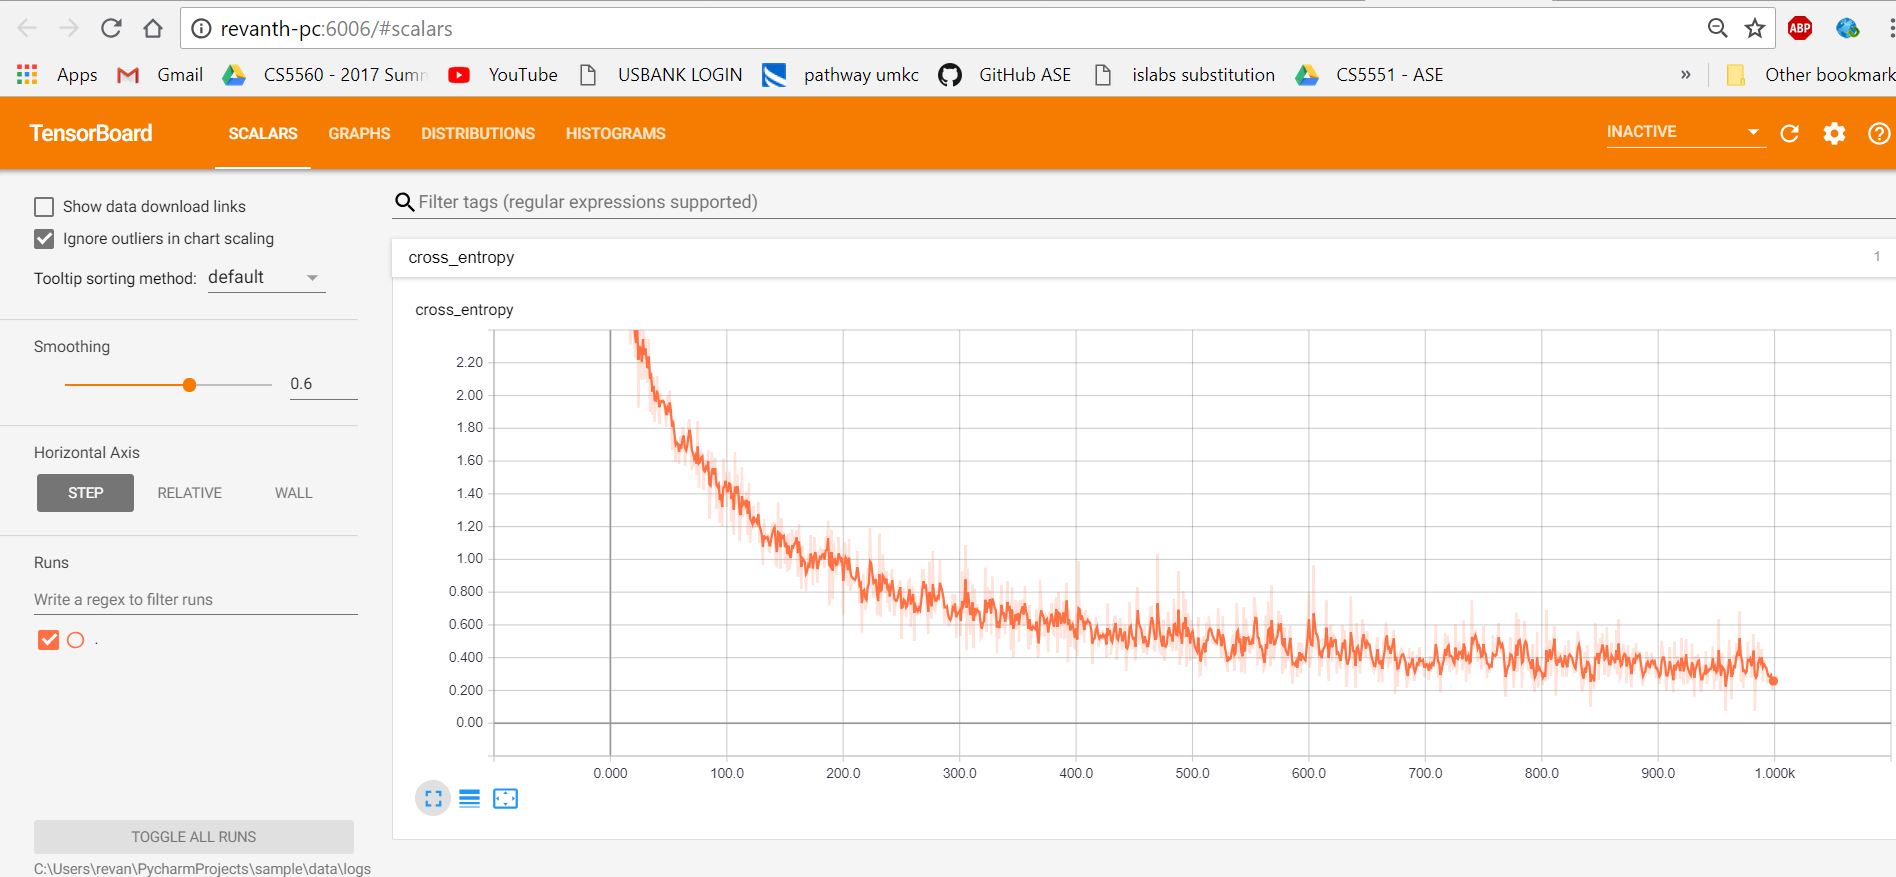 revanth-pc:6006/#scalars
ABP
Apps Gmail CS5560 - 2017 Sumn YouTube USBANK LOGIN pathway umkc GitHub ASE islabs substitution CS5551 - ASE » Other bookmark
TensorBoard SCALARS GRAPHS DISTRIBUTIONS HISTOGRAMS INACTIVE
Show data download links
Ignore outliers in chart scaling
Tooltip sorting method: default
Smoothing
0.6
Horizontal Axis
STEP RELATIVE WALL
Runs
Write a regex to filter runs
.
TOGGLE ALL RUNS
C:\Users\revan\PycharmProjects\sample\data\logs
Filter tags (regular expressions supported)
cross_entropy 1
cross_entropy
2.20
2.00
1.80
1.60
1.40
1.20
1.00
0.800
0.600
0.400
0.200
0.00
0.000 100.0 200.0 300.0 400.0 500.0 600.0 700.0 800.0 900.0 1.000k